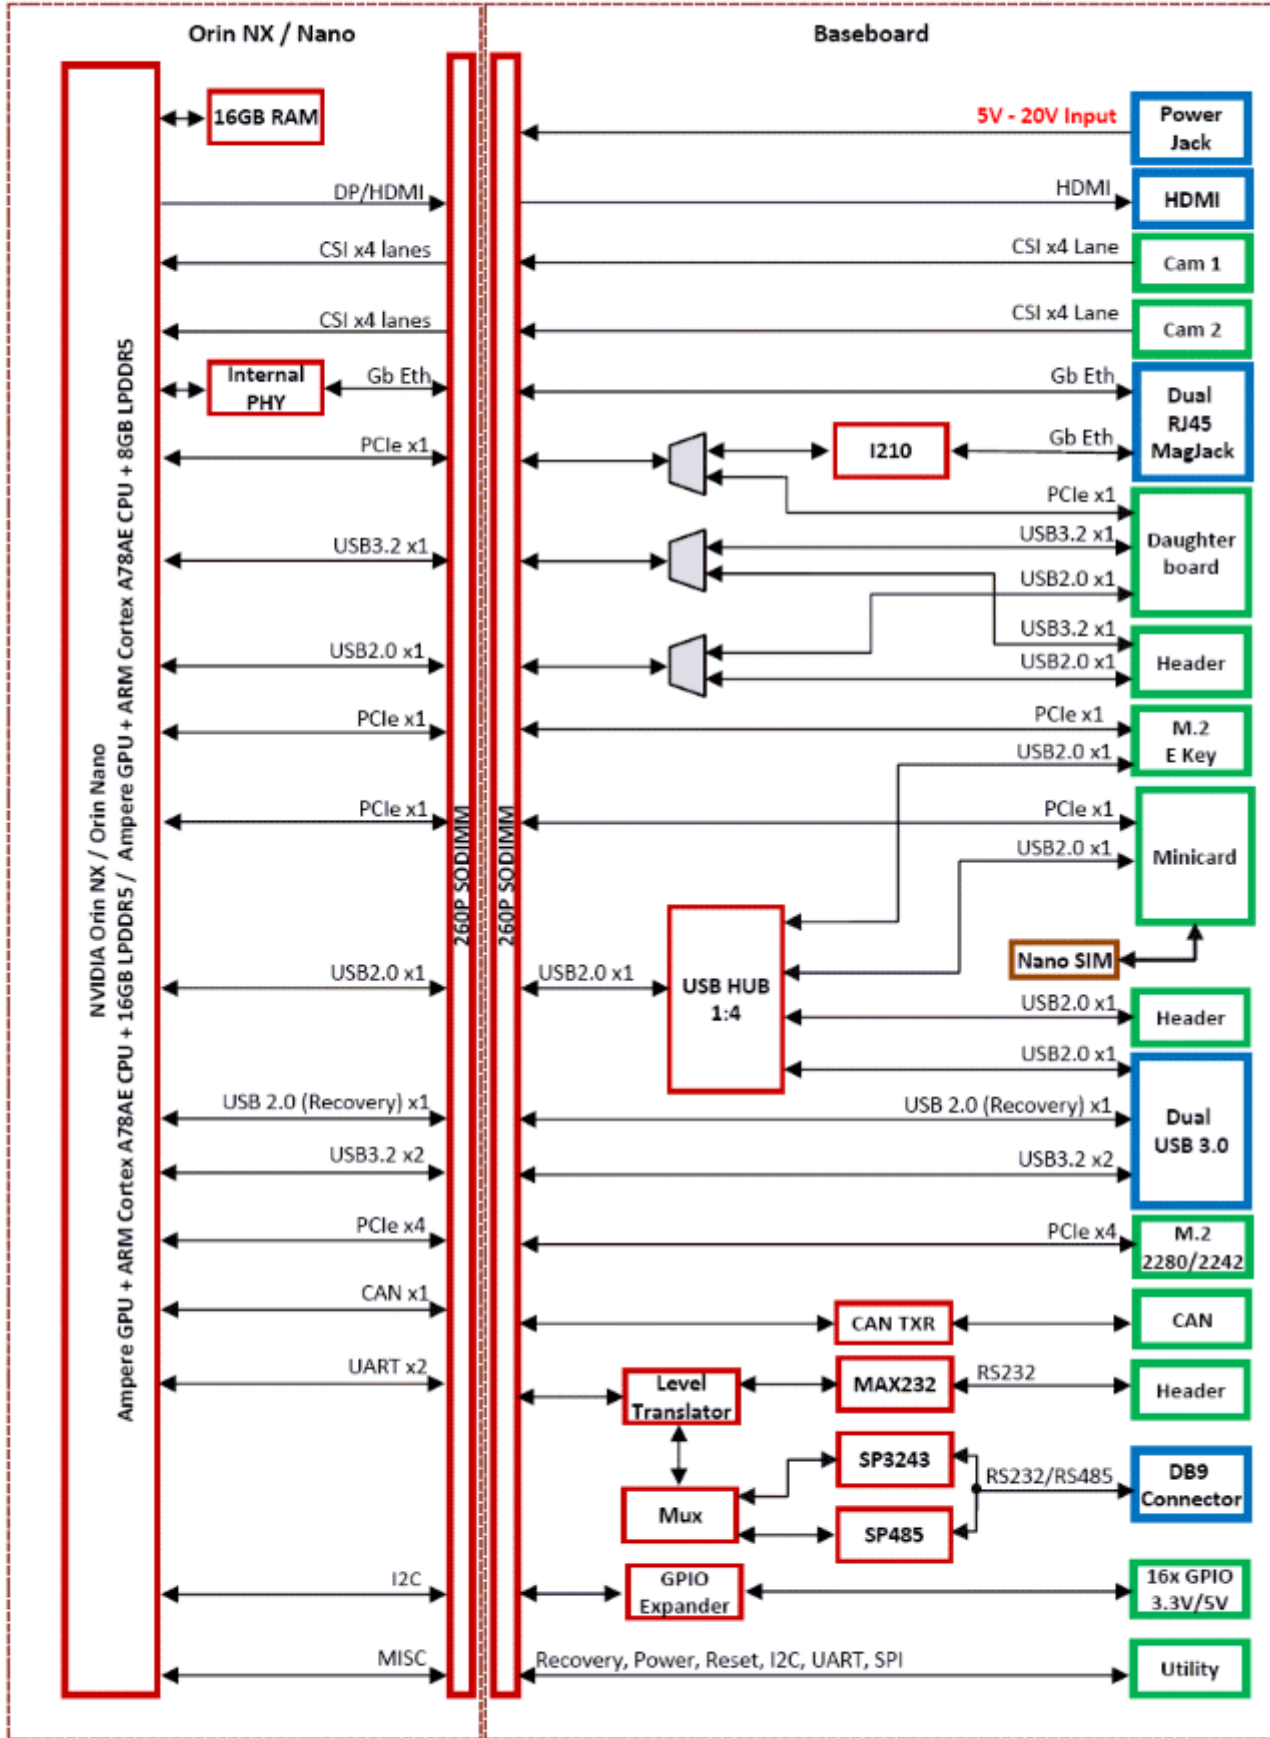 Orin NX / Nano
Baseboard
NVIDIA Orin NX / Orin Nano
Ampere GPU + ARM Cortex A78AE CPU + 16GB LPDDR5 / Ampere GPU + ARM Cortex A78AE CPU + 8GB LPDDR5
260P SODIMM
260P SODIMM
16GB RAM
5V - 20V Input
Power
Jack
DP/HDMI
HDMI
HDMI
CSI x4 lanes
CSI x4 Lane
Cam 1
CSI x4 lanes
CSI x4 Lane
Cam 2
Internal
PHY
Gb Eth
Gb Eth
Dual
RJ45
MagJack
PCIe x1
I210
Gb Eth
PCIe x1
USB3.2 x1
USB3.2 x1
Daughter
board
USB2.0 x1
USB3.2 x1
USB2.0 x1
USB2.0 x1
Header
PCIe x1
PCIe x1
M.2
E Key
USB2.0 x1
PCIe x1
PCIe x1
Minicard
USB2.0 x1
Nano SIM
USB2.0 x1
USB2.0 x1
USB HUB
1:4
USB2.0 x1
Header
USB2.0 x1
USB 2.0 (Recovery) x1
USB 2.0 (Recovery) x1
Dual
USB 3.0
USB3.2 x2
USB3.2 x2
PCIe x4
PCIe x4
M.2
2280/2242
CAN x1
CAN TXR
CAN
UART x2
Level
Translator
MAX232
RS232
Header
SP3243
RS232/RS485
DB9
Connector
Mux
SP485
I2C
GPIO
Expander
16x GPIO
3.3V/5V
MISC
Recovery, Power, Reset, I2C, UART, SPI
Utility